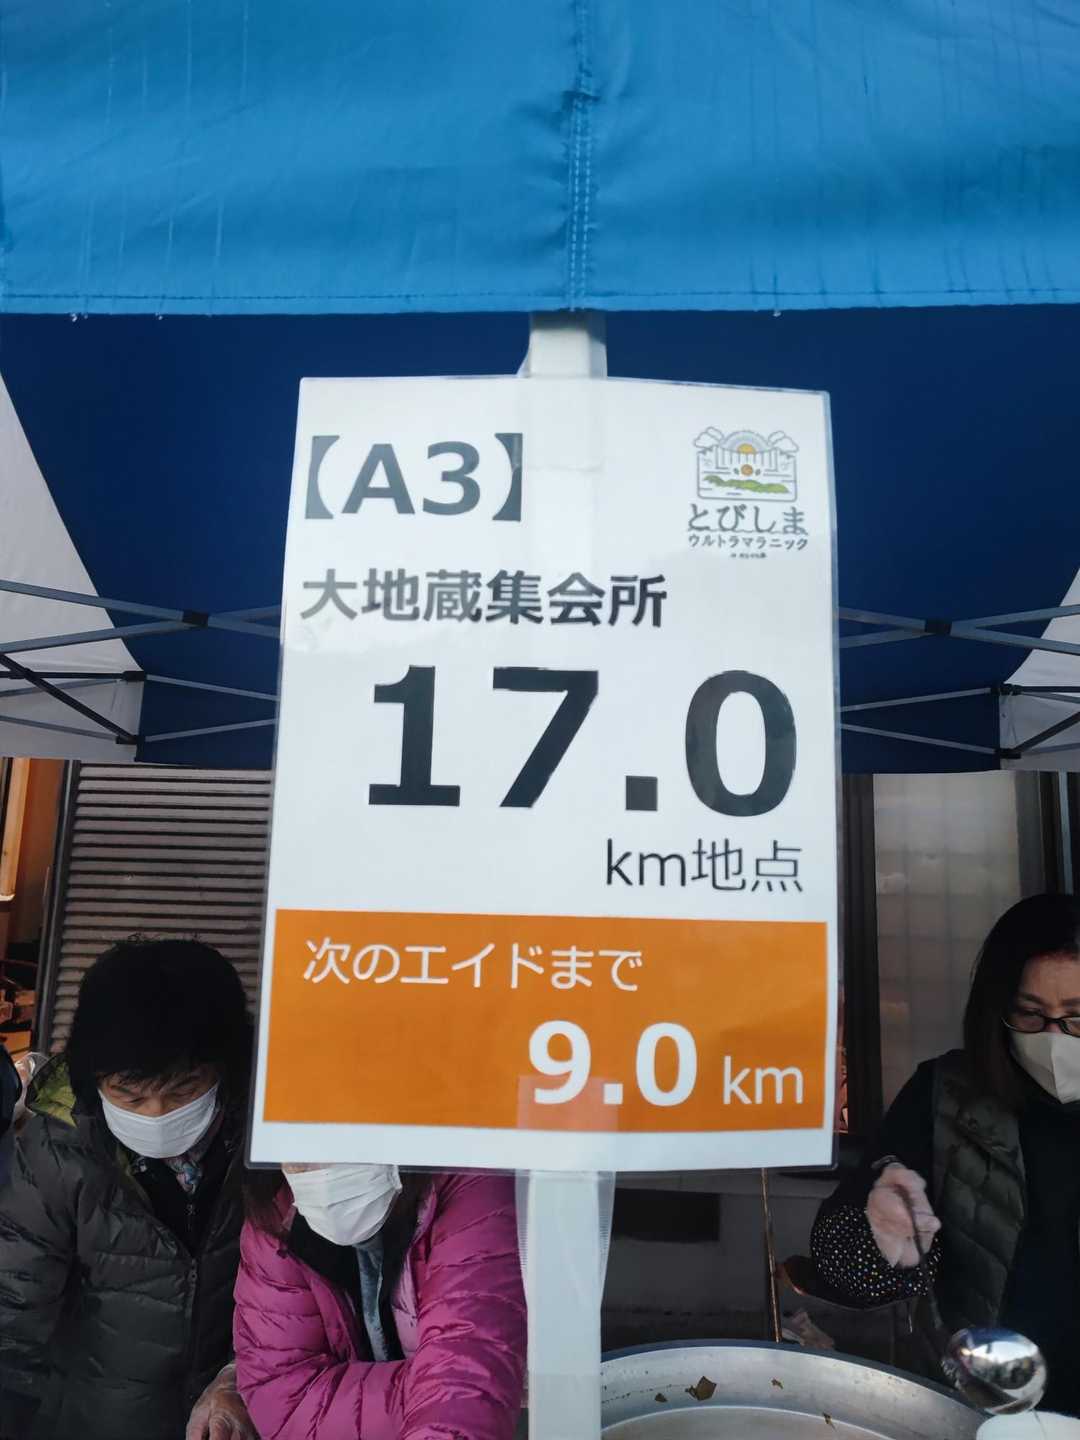 【A3】
とびしま
ウルトラマラニック
大地蔵集会所
17.0
km地点
次のエイドまで
9.0 km